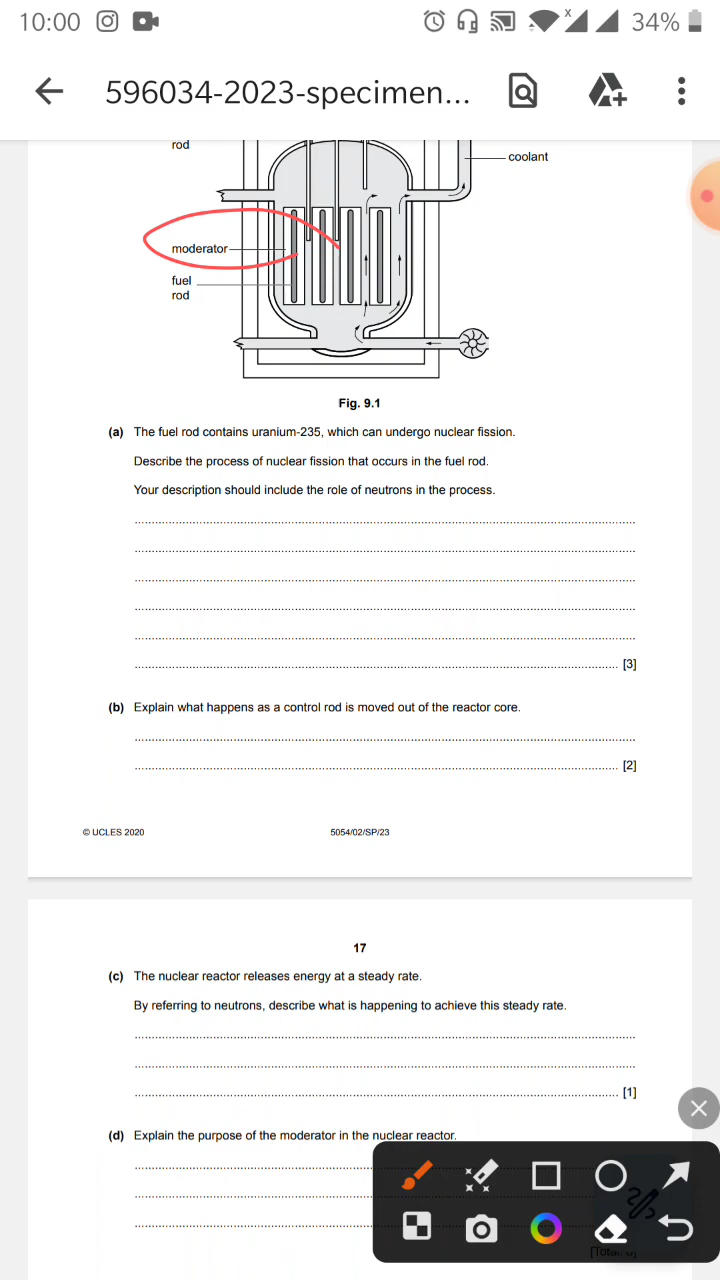 10:00
34%
596034-2023-specimen...
rod
coolant
moderator
fuel
rod
Fig. 9.1
(a) The fuel rod contains uranium-235, which can undergo nuclear fission.
Describe the process of nuclear fission that occurs in the fuel rod.
Your description should include the role of neutrons in the process.
[3]
(b) Explain what happens as a control rod is moved out of the reactor core.
[2]
© UCLES 2020
5054/02/SP/23
17
(c) The nuclear reactor releases energy at a steady rate.
By referring to neutrons, describe what is happening to achieve this steady rate.
[1]
(d) Explain the purpose of the moderator in the nuclear reactor.